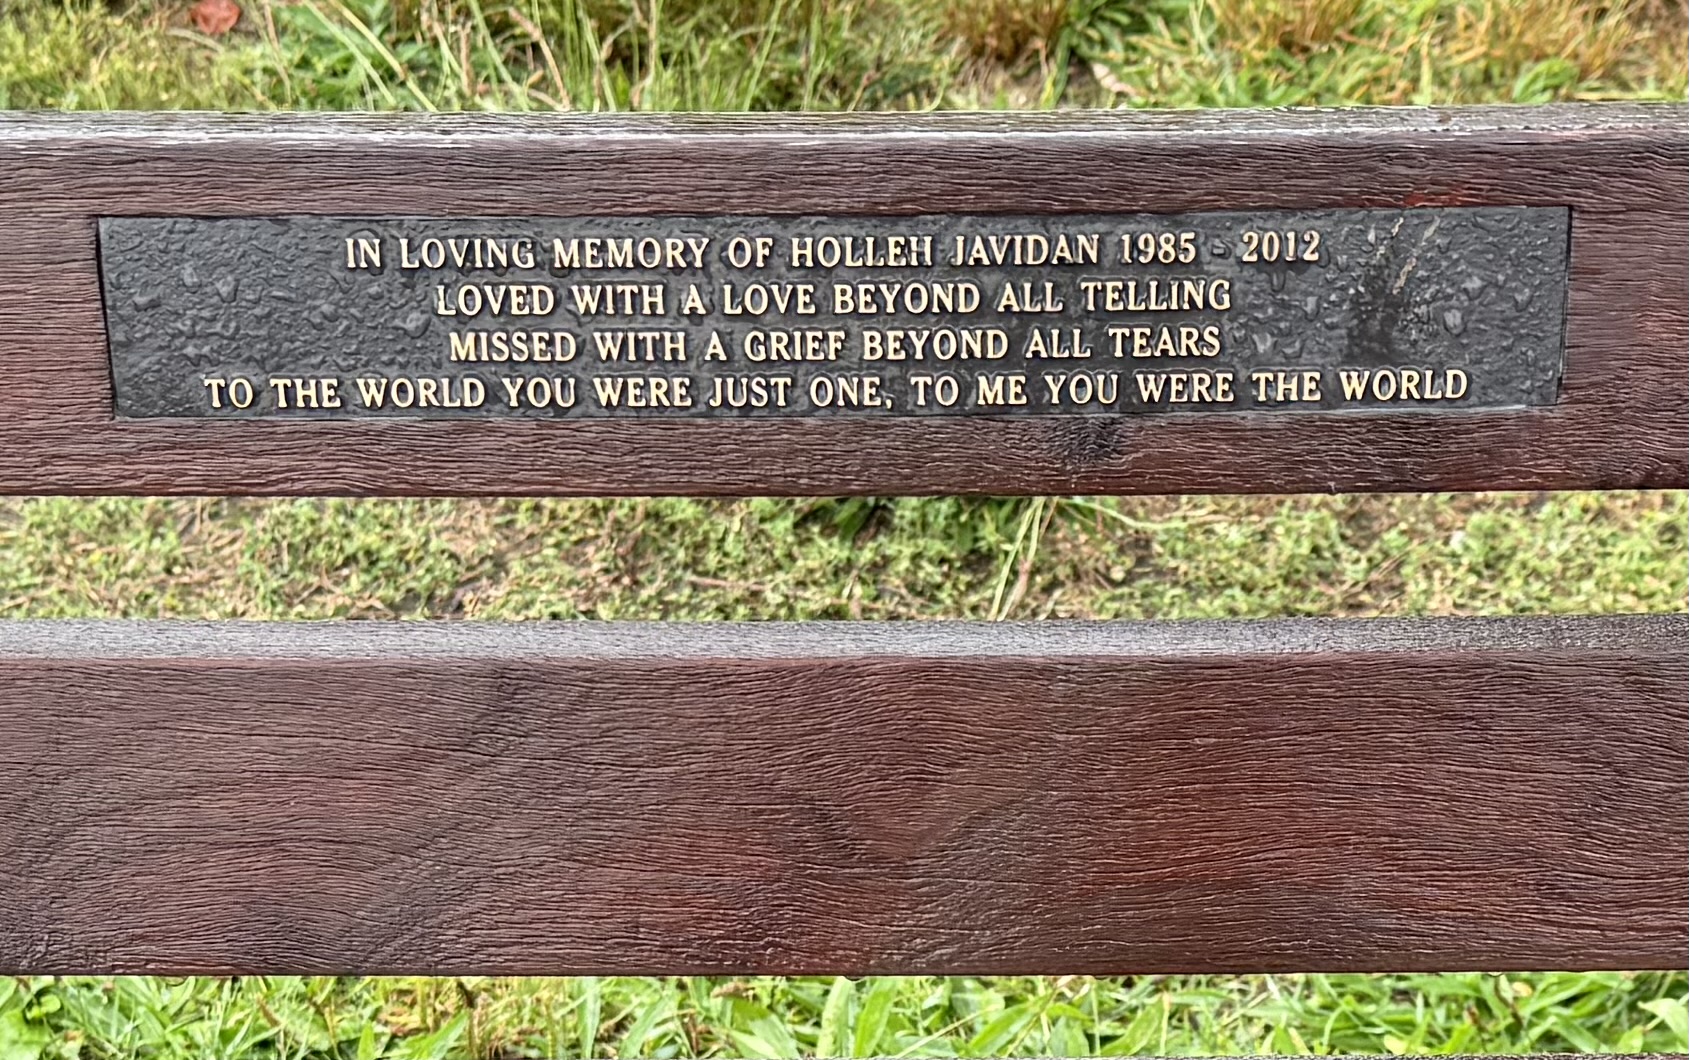 IN LOVING MEMORY OF HOLLEH JAVIDAN 1985 - 2012
LOVED WITH A LOVE BEYOND ALL TELLING
MISSED WITH A GRIEF BEYOND ALL TEARS
TO THE WORLD YOU WERE JUST ONE, TO ME YOU WERE THE WORLD